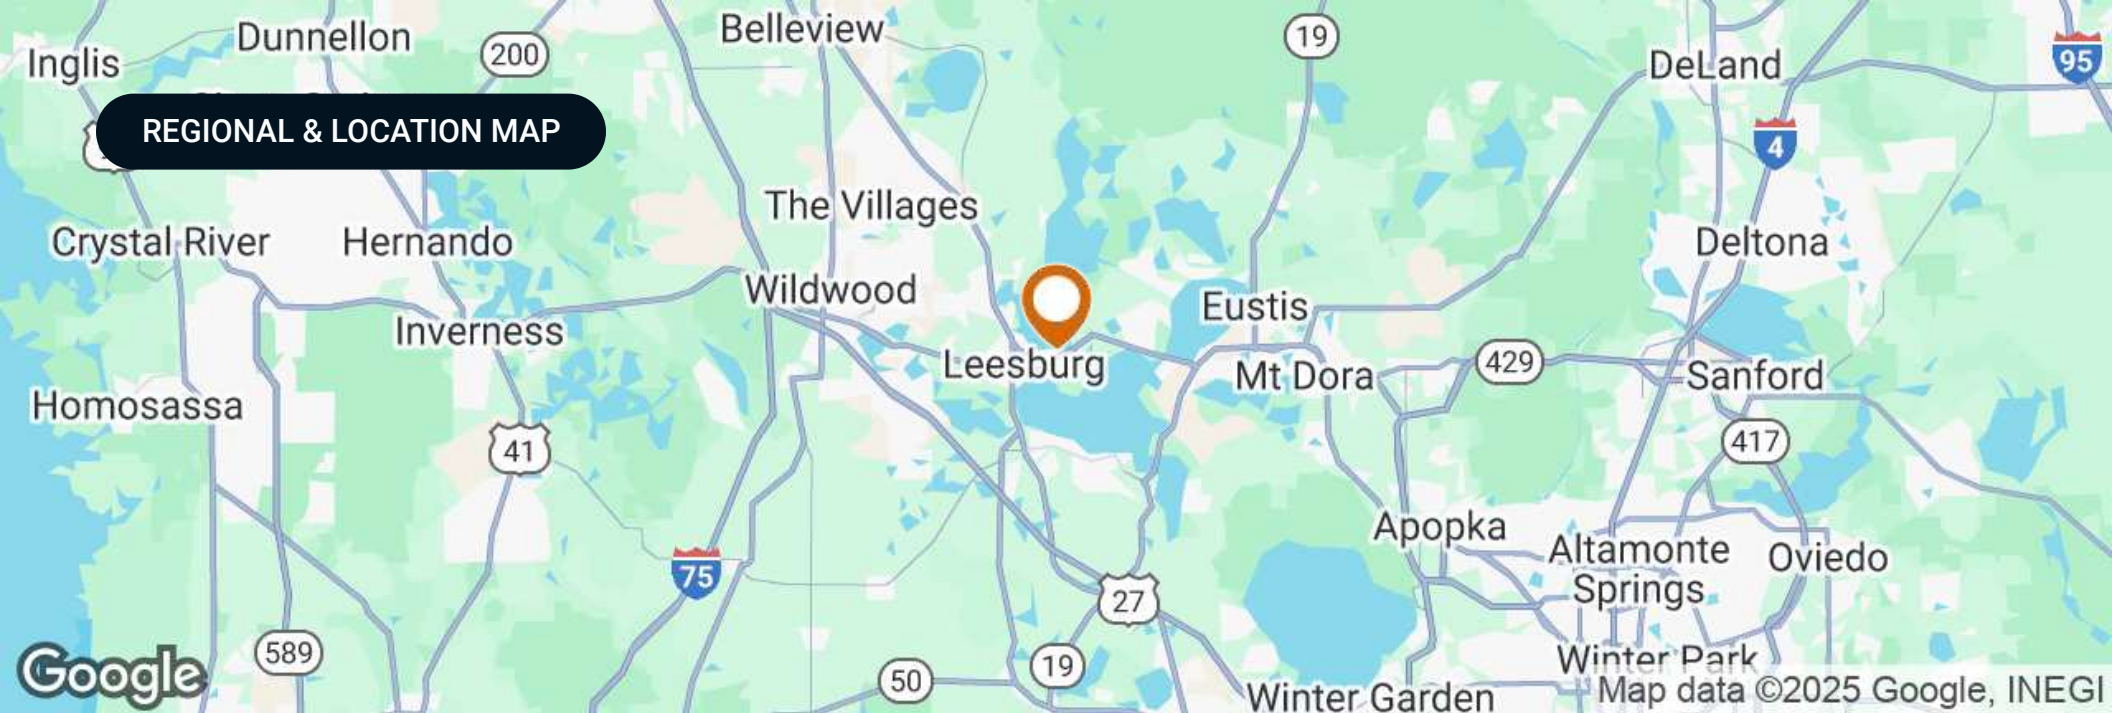 Belleview
Dunnellon
19
200
Inglis
DeLand
95
REGIONAL & LOCATION MAP
4
The Villages
Crystal River
Hernando
Deltona
Wildwood
Eustis
Inverness
Leesburg
Mt Dora
429
Sanford
Homosassa
41
417
Apopka
Altamonte
Springs
Oviedo
75
27
589
19
Winter Park
50
Google
Winter Garden
Map data ©2025 Google, INEGI